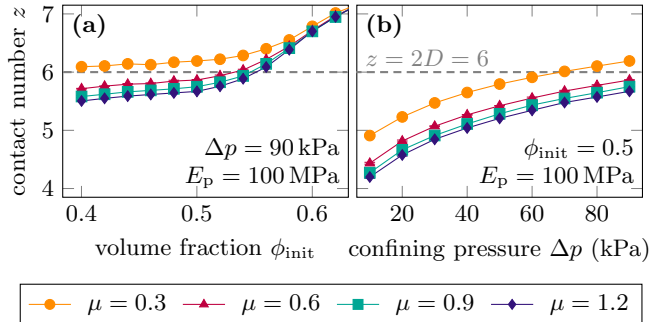 contact number z
7
6
5
4
(a)
Δp = 90 kPa
E_p = 100 MPa
0.4
0.5
0.6
volume fraction ϕ_init
(b)
z = 2D = 6
ϕ_init = 0.5
E_p = 100 MPa
20
40
60
80
confining pressure Δp (kPa)
μ = 0.3 μ = 0.6 μ = 0.9 μ = 1.2